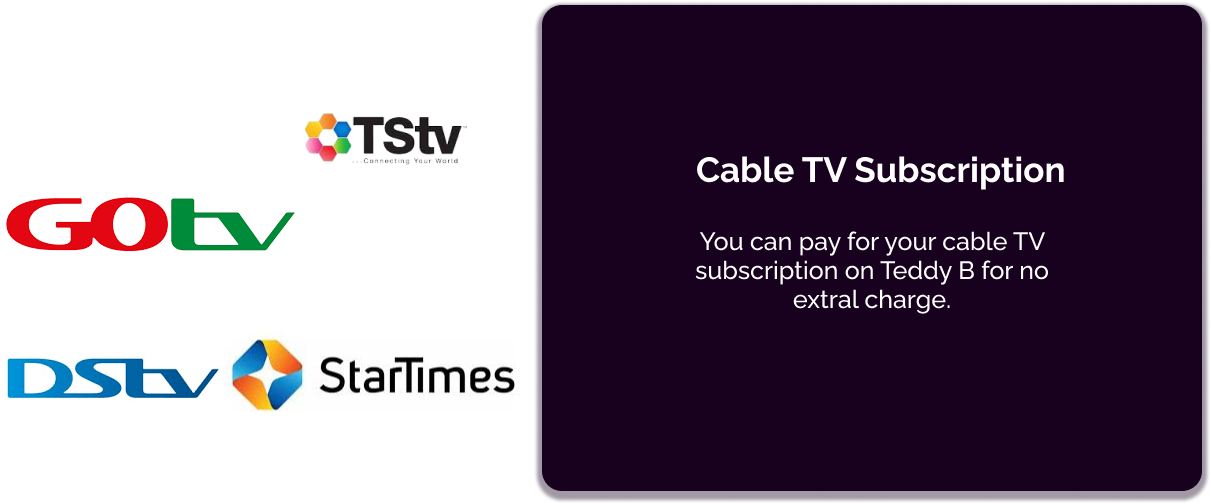 TStv
...Connecting Your World
GOtv
DStv
StarTimes
Cable TV Subscription
You can pay for your cable TV
subscription on Teddy B for no
extral charge.